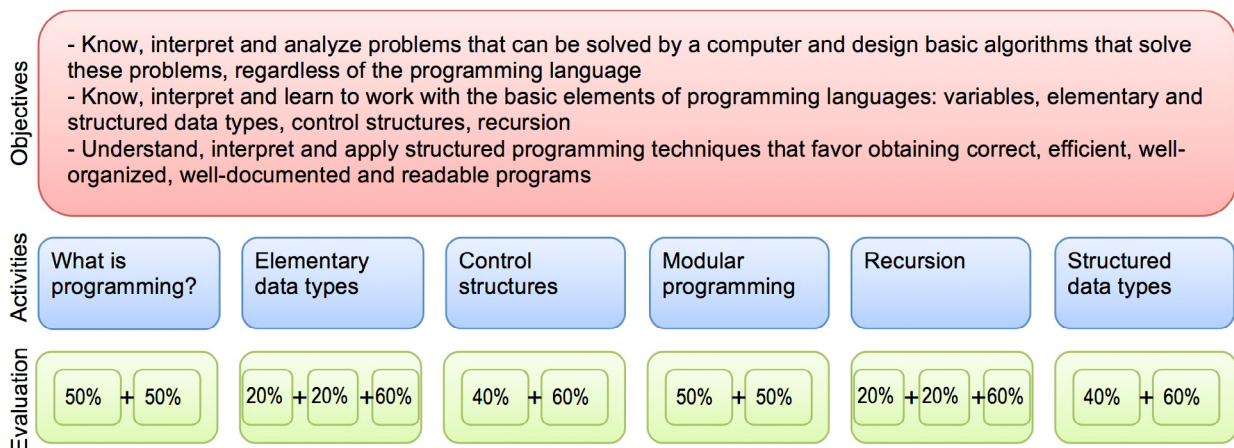 Objectives
- Know, interpret and analyze problems that can be solved by a computer and design basic algorithms that solve
these problems, regardless of the programming language
- Know, interpret and learn to work with the basic elements of programming languages: variables, elementary and
structured data types, control structures, recursion
- Understand, interpret and apply structured programming techniques that favor obtaining correct, efficient, well-
organized, well-documented and readable programs
Activities
What is
programming?
Elementary
data types
Control
structures
Modular
programming
Recursion
Structured
data types
Evaluation
50% + 50%
20% + 20% + 60%
40% + 60%
50% + 50%
20% + 20% + 60%
40% + 60%